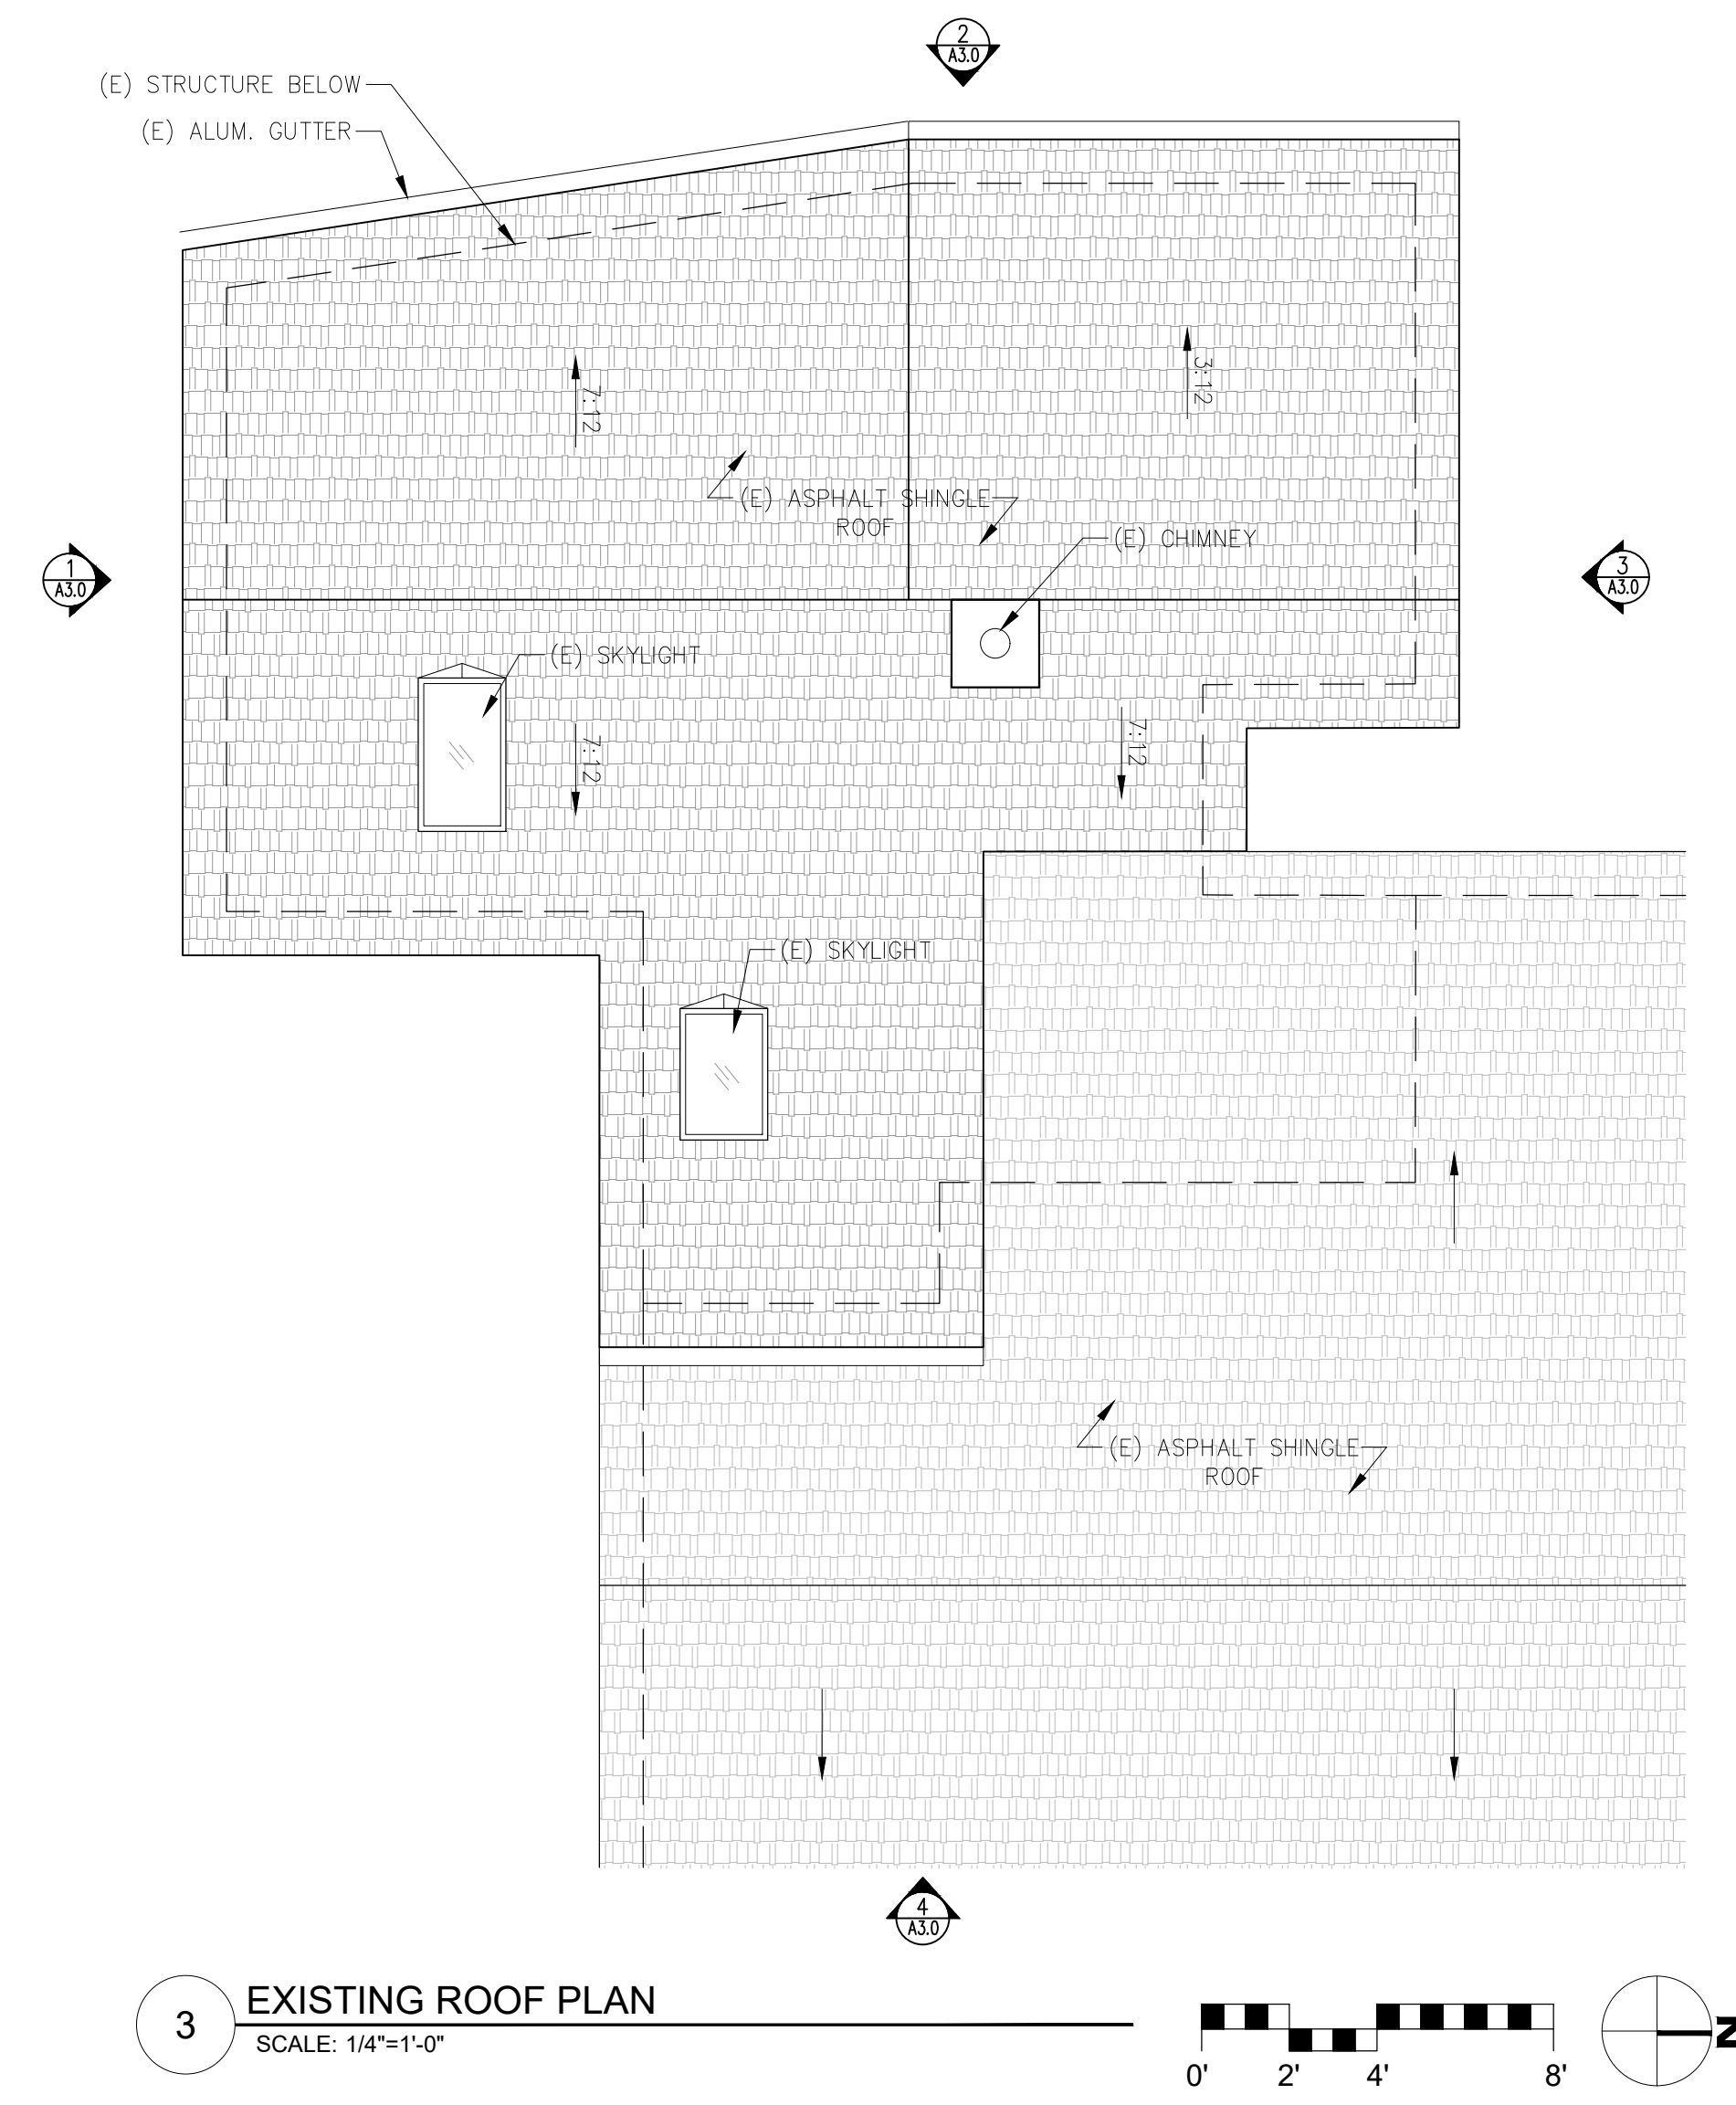 2
A3.0
(E) STRUCTURE BELOW
(E) ALUM. GUTTER
3:12
7:12
(E) ASPHALT SHINGLE
ROOF
(E) CHIMNEY
1
A3.0
3
A3.0
(E) SKYLIGHT
7:12
7:12
(E) SKYLIGHT
(E) ASPHALT SHINGLE
ROOF
4
A3.0
3
EXISTING ROOF PLAN
SCALE: 1/4"=1'-0"
0' 2' 4' 8'
N